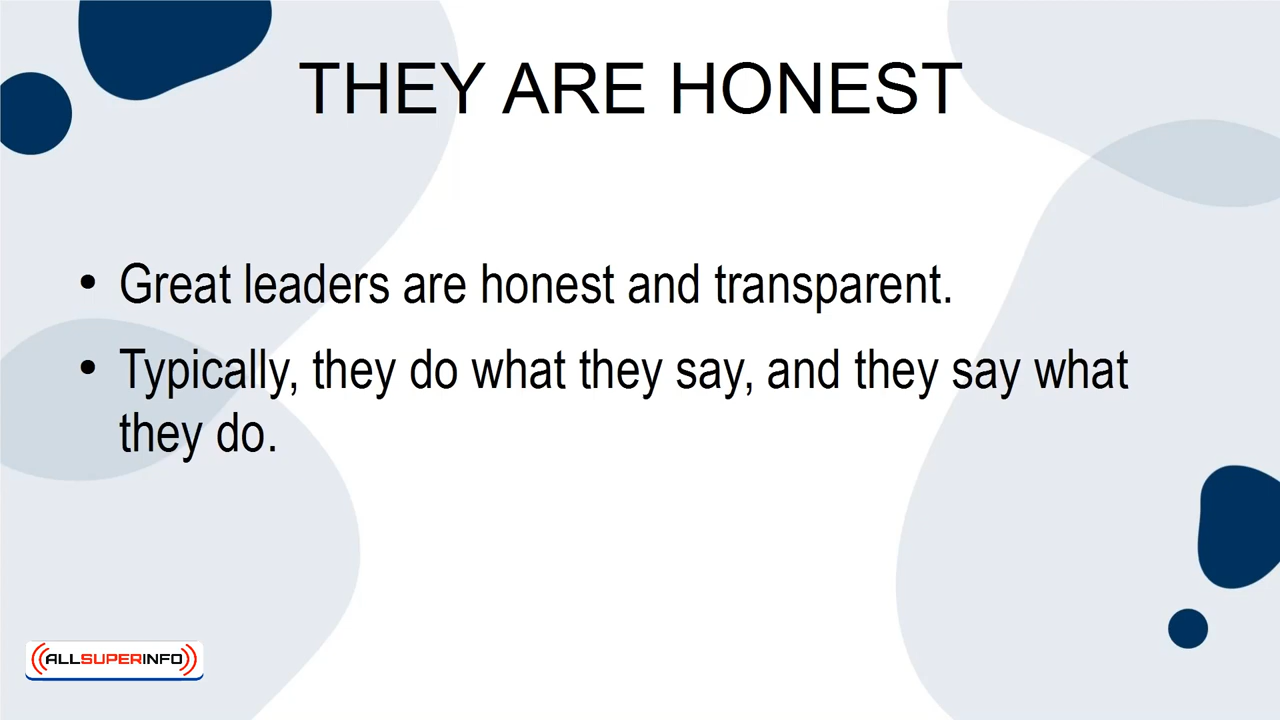 THEY ARE HONEST
• Great leaders are honest and transparent.
• Typically, they do what they say, and they say what
they do.
ALLSUPERINFO